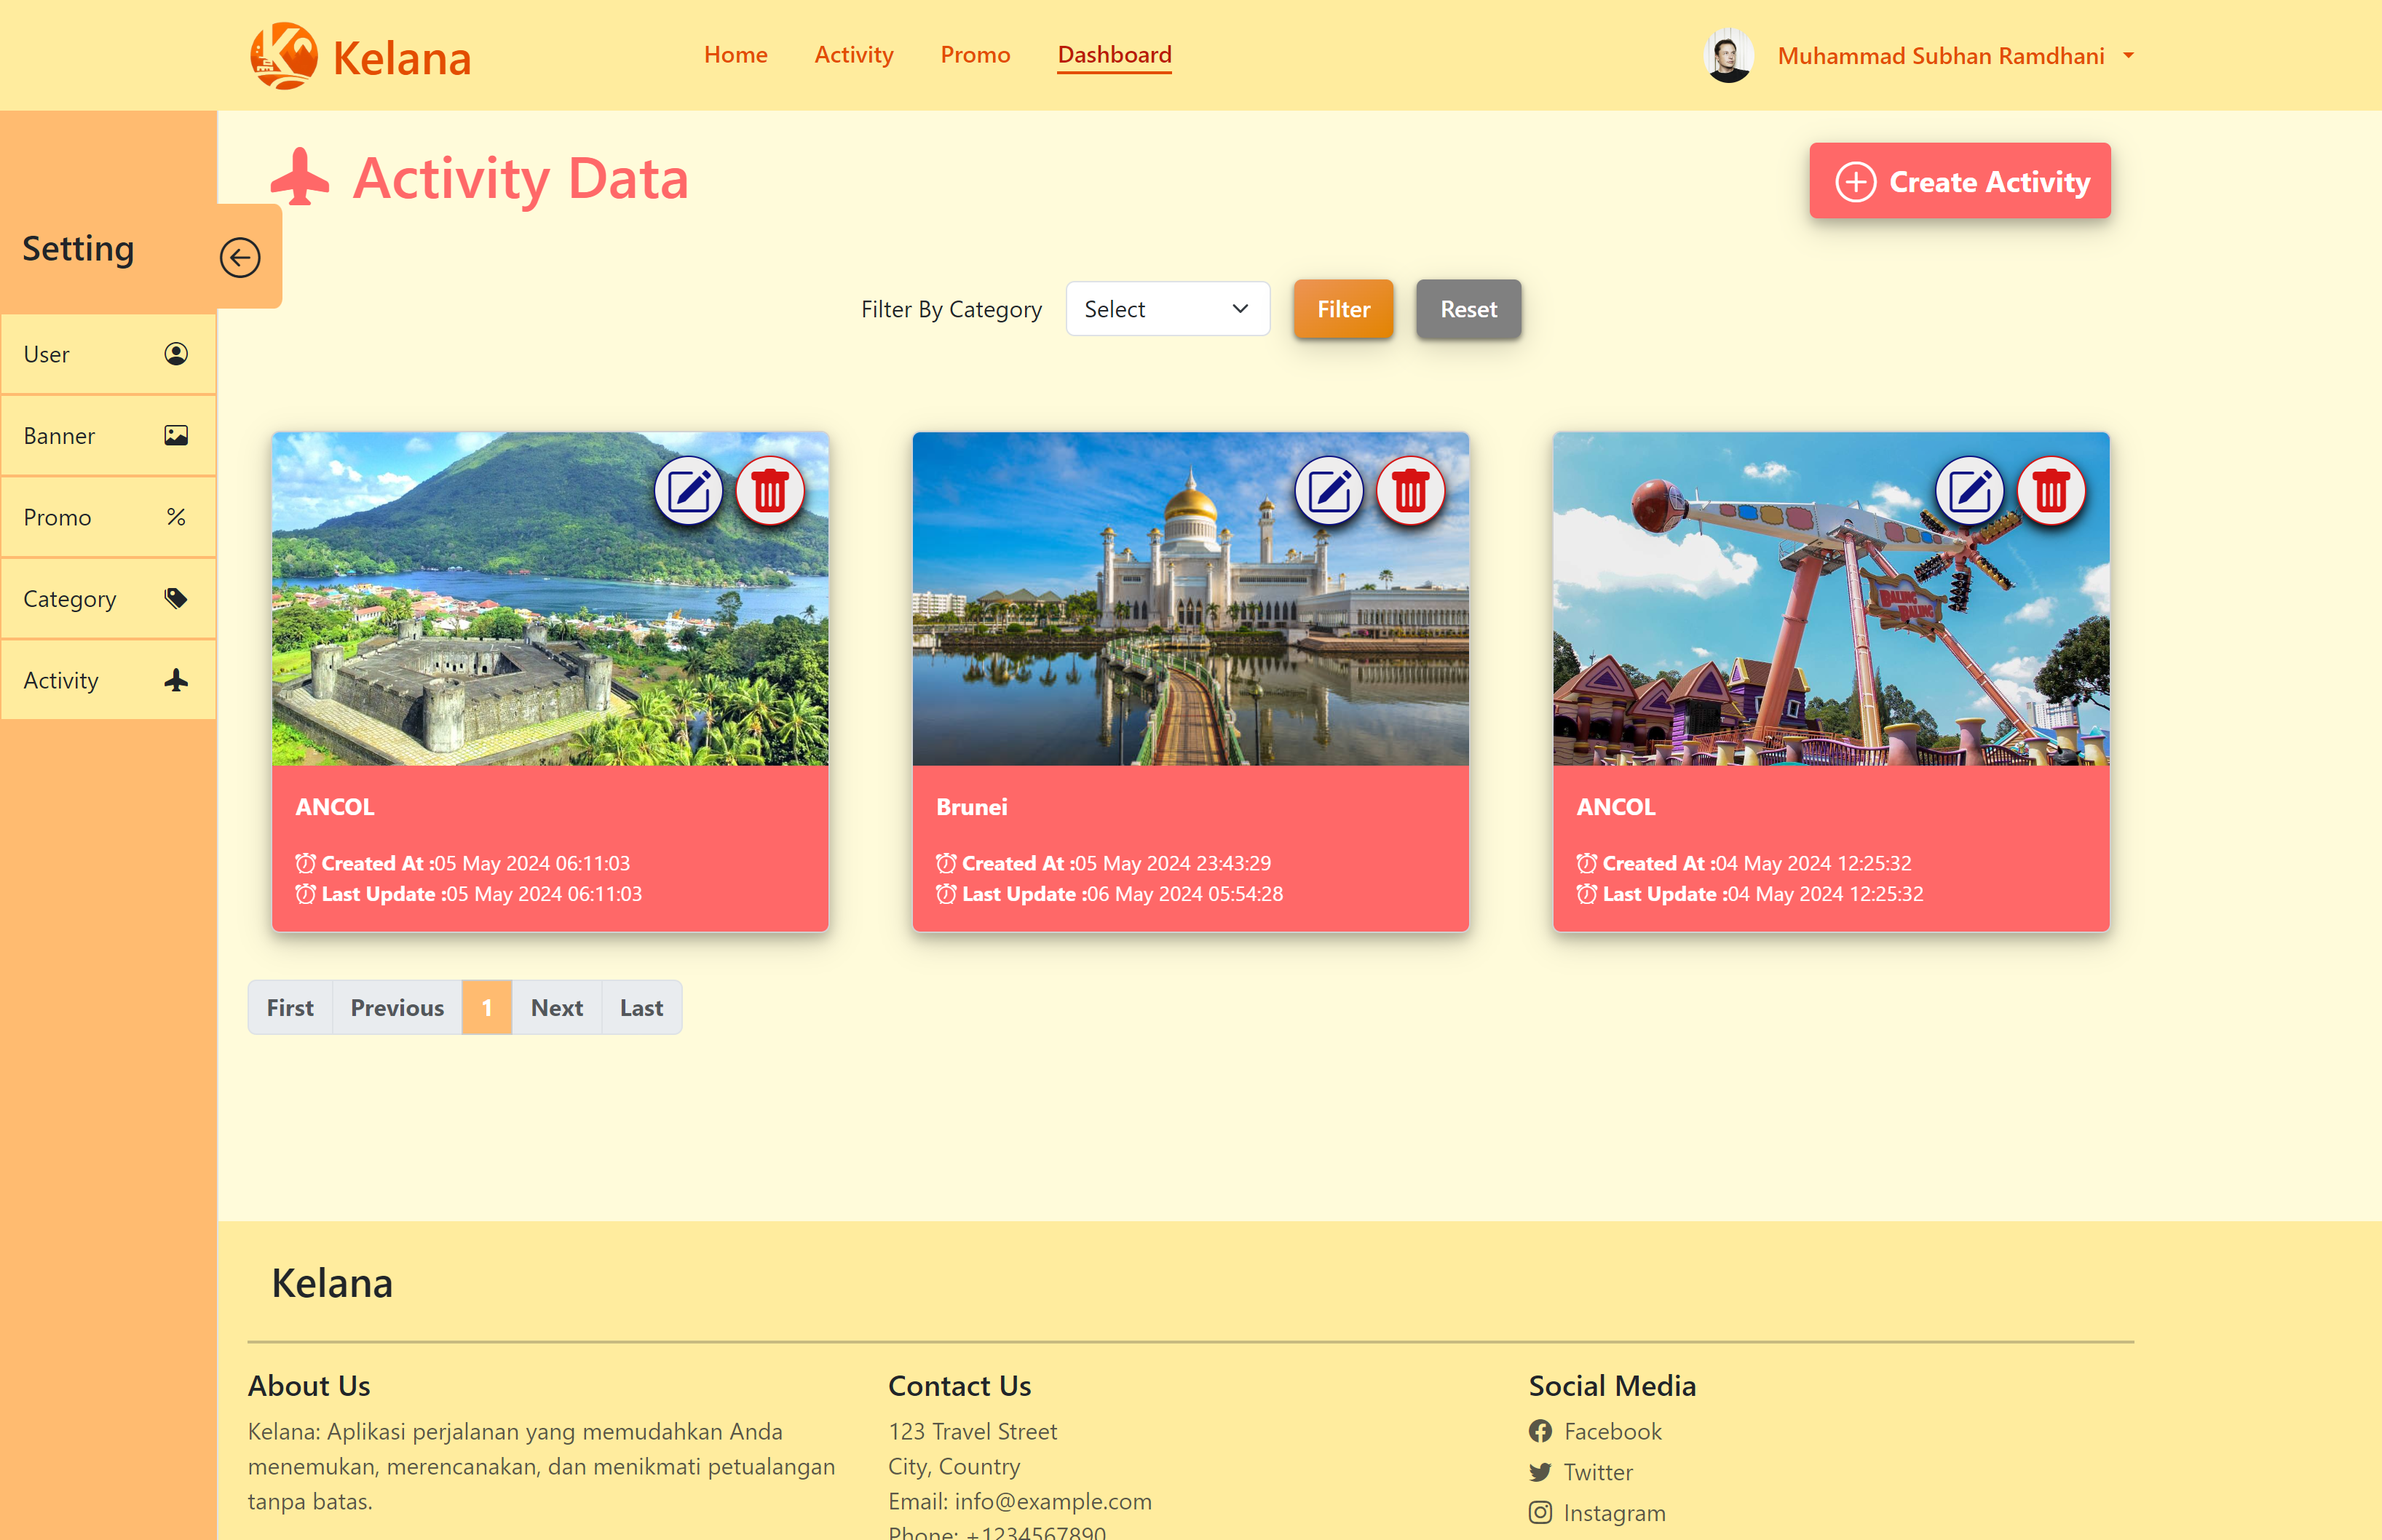 Kelana
Home
Activity
Promo
Dashboard
Muhammad Subhan Ramdhani
Activity Data
Create Activity
Setting
Filter By Category
Select
Filter
Reset
User
Banner
Promo
Category
Activity
BALING
BALING
ANCOL
Created At :05 May 2024 06:11:03
Last Update :05 May 2024 06:11:03
Brunei
Created At :05 May 2024 23:43:29
Last Update :06 May 2024 05:54:28
ANCOL
Created At :04 May 2024 12:25:32
Last Update :04 May 2024 12:25:32
First
Previous
1
Next
Last
Kelana
About Us
Kelana: Aplikasi perjalanan yang memudahkan Anda
menemukan, merencanakan, dan menikmati petualangan
tanpa batas.
Contact Us
123 Travel Street
City, Country
Email: info@example.com
Phone: +1234567890
Social Media
Facebook
Twitter
Instagram